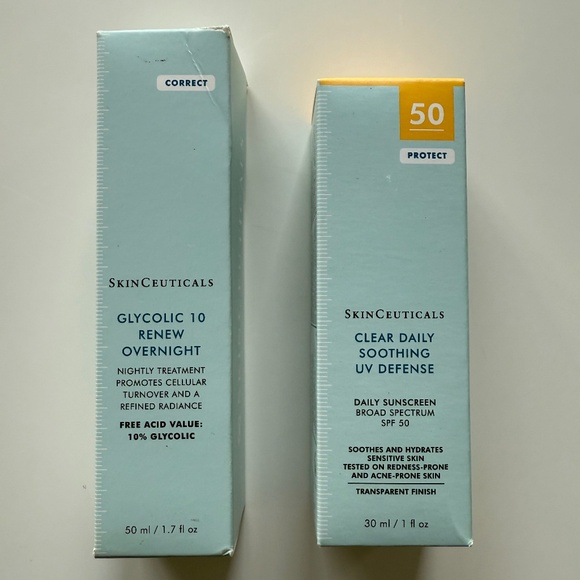 CORRECT
SKINCEUTICALS
GLYCOLIC 10
RENEW
OVERNIGHT
NIGHTLY TREATMENT
PROMOTES CELLULAR
TURNOVER AND A
REFINED RADIANCE
FREE ACID VALUE:
10% GLYCOLIC
50 ml / 1.7 fl oz
50
PROTECT
SKINCEUTICALS
CLEAR DAILY
SOOTHING
UV DEFENSE
DAILY SUNSCREEN
BROAD SPECTRUM
SPF 50
SOOTHES AND HYDRATES
SENSITIVE SKIN
TESTED ON REDNESS-PRONE
AND ACNE-PRONE SKIN
TRANSPARENT FINISH
30 ml / 1 fl oz